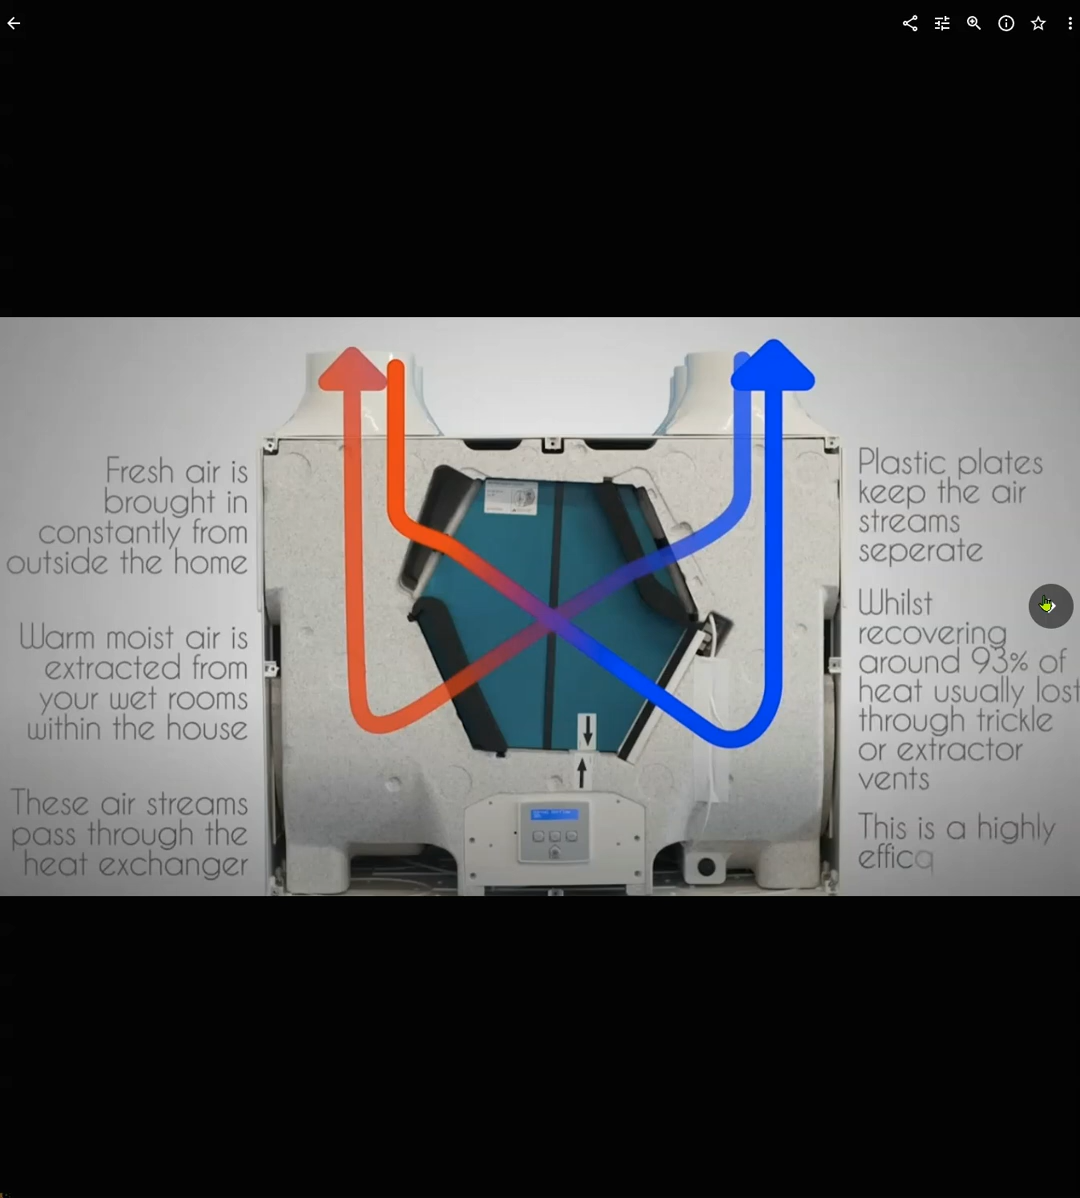 Fresh air is
brought in
constantly from
outside the home
Warm moist air is
extracted from
your wet rooms
within the house
These air streams
pass through the
heat exchanger
Plastic plates
keep the air
streams
seperate
Whilst
recovering
around 93% of
heat usually lost
through trickle
or extractor
vents
This is a highly
effic